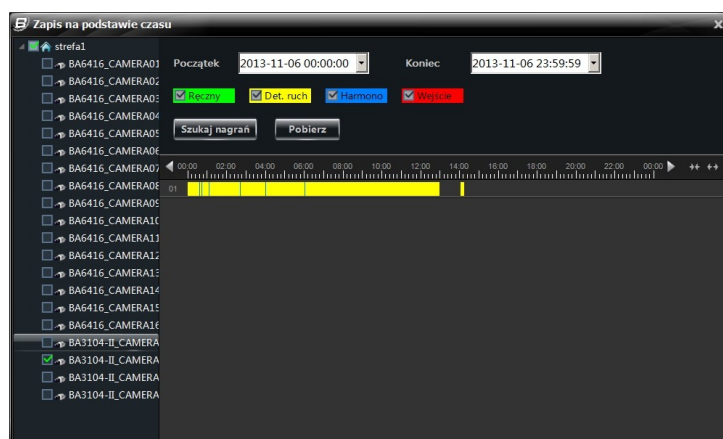 Zapis na podstawie czasu
strefa1
BA6416_CAMERA01
BA6416_CAMERA02
BA6416_CAMERA03
BA6416_CAMERA04
BA6416_CAMERA05
BA6416_CAMERA06
BA6416_CAMERA07
BA6416_CAMERA08
BA6416_CAMERA09
BA6416_CAMERA10
BA6416_CAMERA11
BA6416_CAMERA12
BA6416_CAMERA13
BA6416_CAMERA14
BA6416_CAMERA15
BA6416_CAMERA16
BA3104-II_CAMERA
BA3104-II_CAMERA
BA3104-II_CAMERA
BA3104-II_CAMERA
Początek 2013-11-06 00:00:00 Koniec 2013-11-06 23:59:59
Ręczny Det. ruch Harmono Wejście
Szukaj nagrań Pobierz
00:00 02:00 04:00 06:00 08:00 10:00 12:00 14:00 16:00 18:00 20:00 22:00 00:00
01